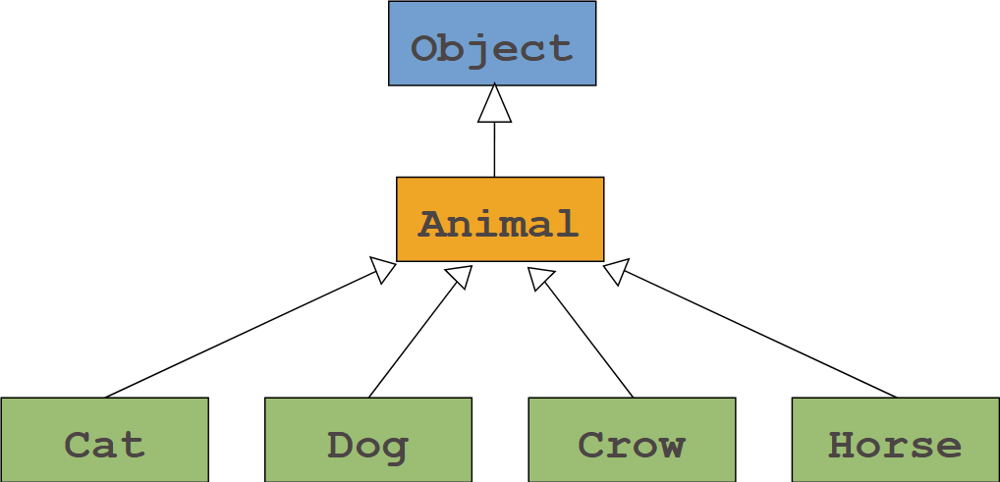 Object
Animal
Cat
Dog
Crow
Horse